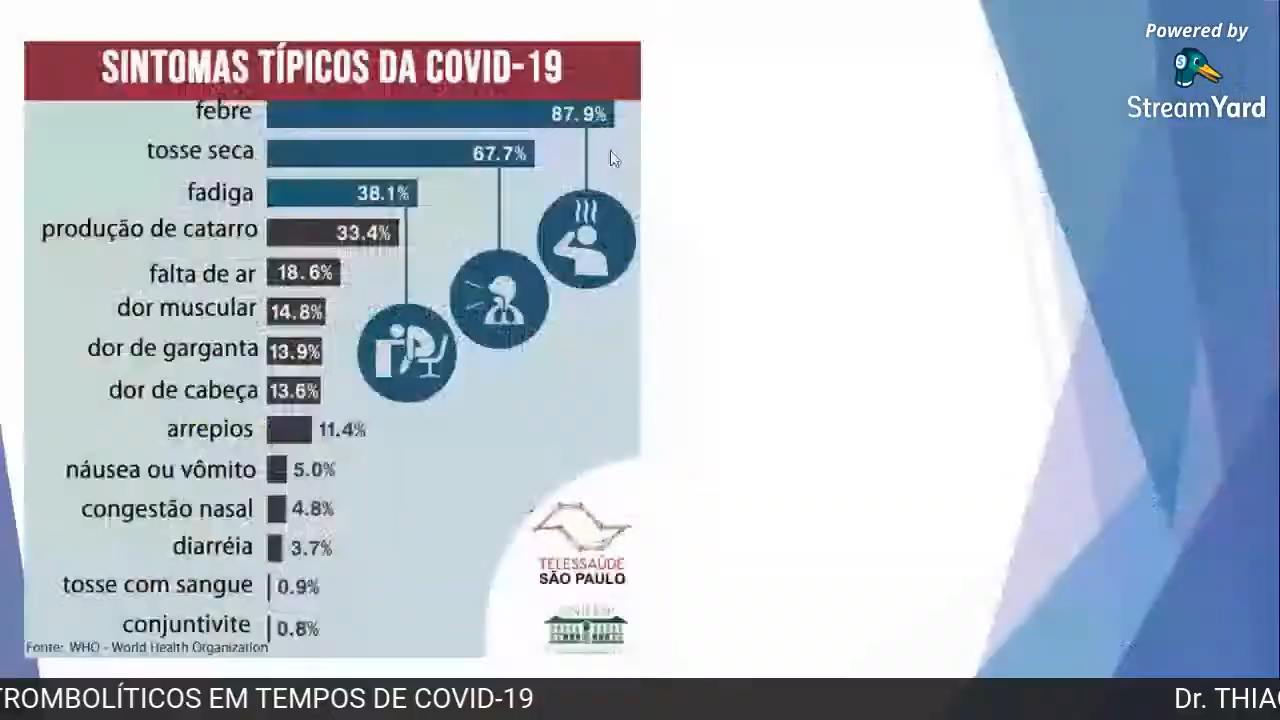 Powered by
StreamYard
SINTOMAS TÍPICOS DA COVID-19
febre 87.9%
tosse seca 67.7%
fadiga 38.1%
produção de catarro 33.4%
falta de ar 18.6%
dor muscular 14.8%
dor de garganta 13.9%
dor de cabeça 13.6%
arrepios 11.4%
náusea ou vômito 5.0%
congestão nasal 4.8%
diarréia 3.7%
tosse com sangue 0.9%
conjuntivite 0.8%
TELESSAÚDE
SÃO PAULO
Fonte: WHO - World Health Organization
TROMBOLÍTICOS EM TEMPOS DE COVID-19
Dr. THIAG